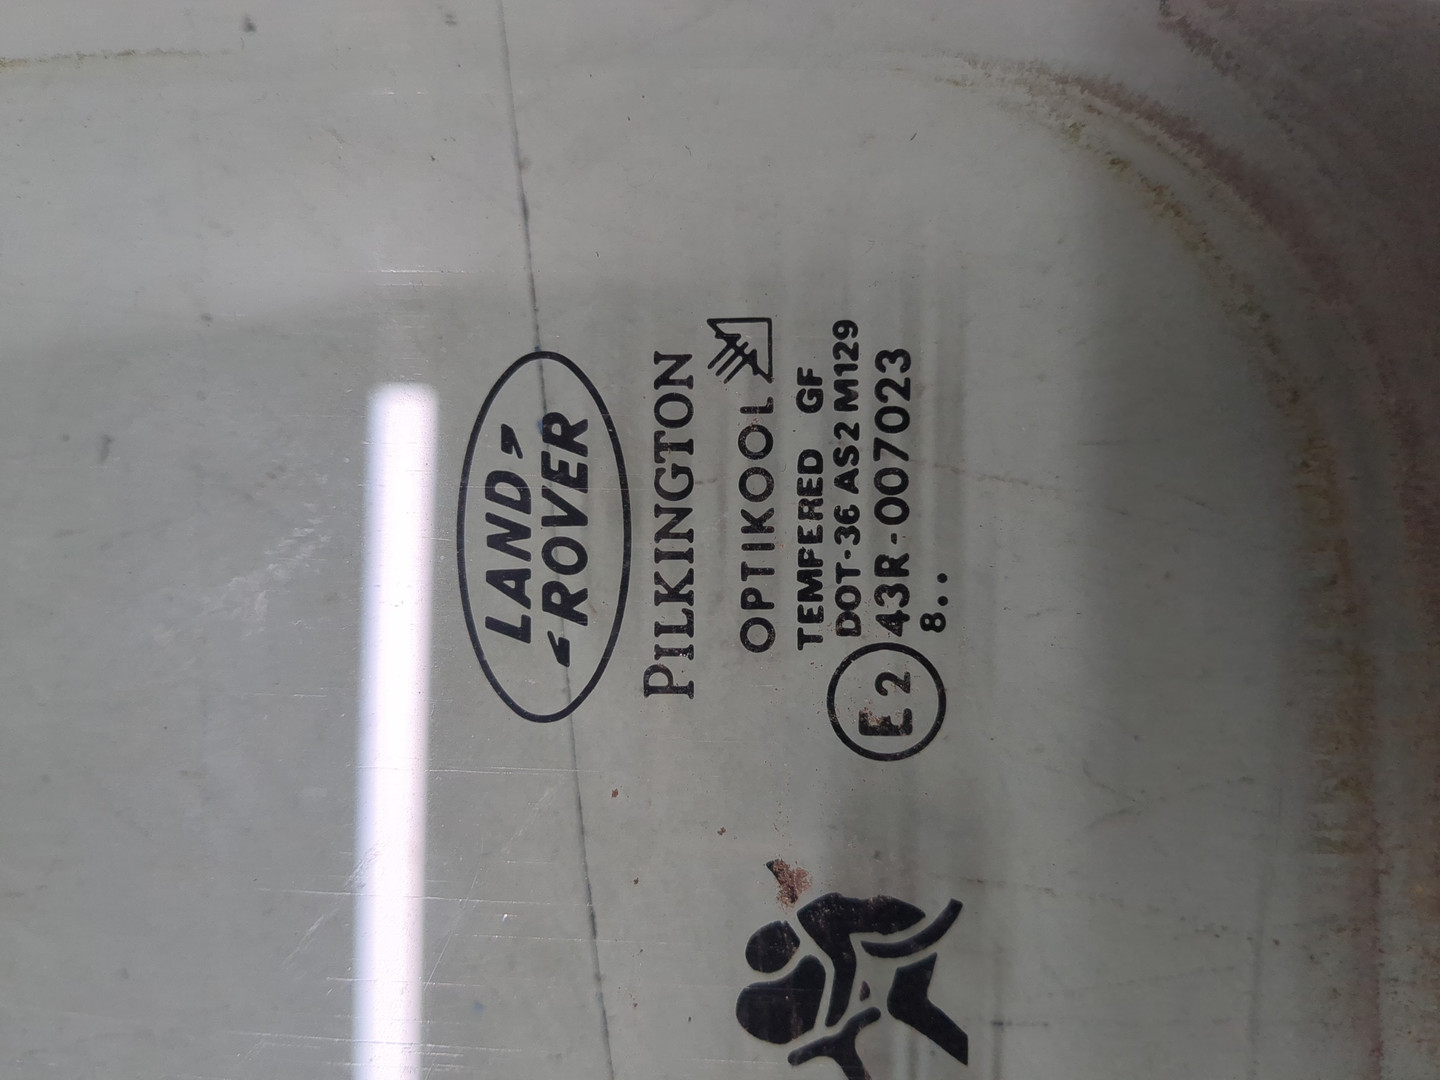 LAND
ROVER
PILKINGTON
OPTIKOOL
TEMPERED GF
DOT-36 AS2 M129
E2 43R-007023
8..